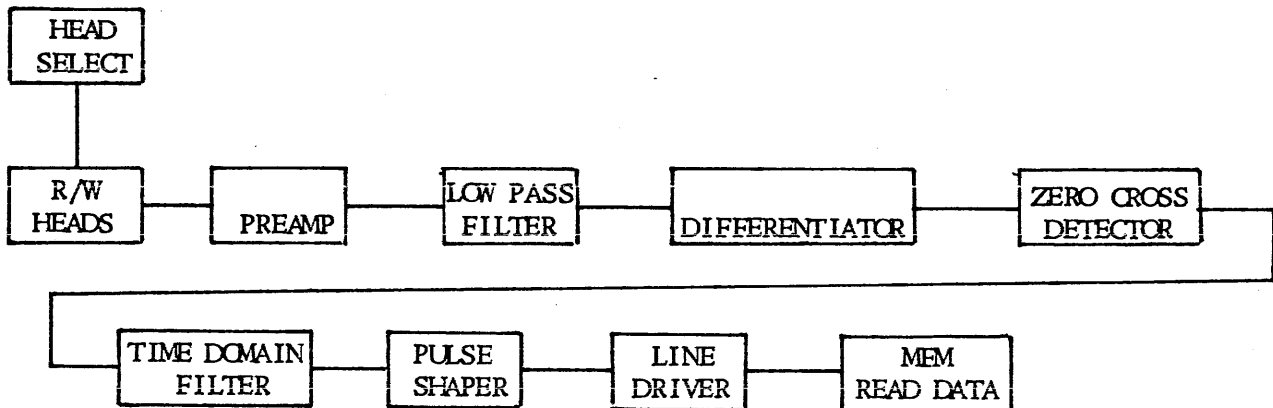 HEAD
SELECT
R/W
HEADS
PREAMP
LOW PASS
FILTER
DIFFERENTIATOR
ZERO CROSS
DETECTOR
TIME DOMAIN
FILTER
PULSE
SHAPER
LINE
DRIVER
MFM
READ DATA